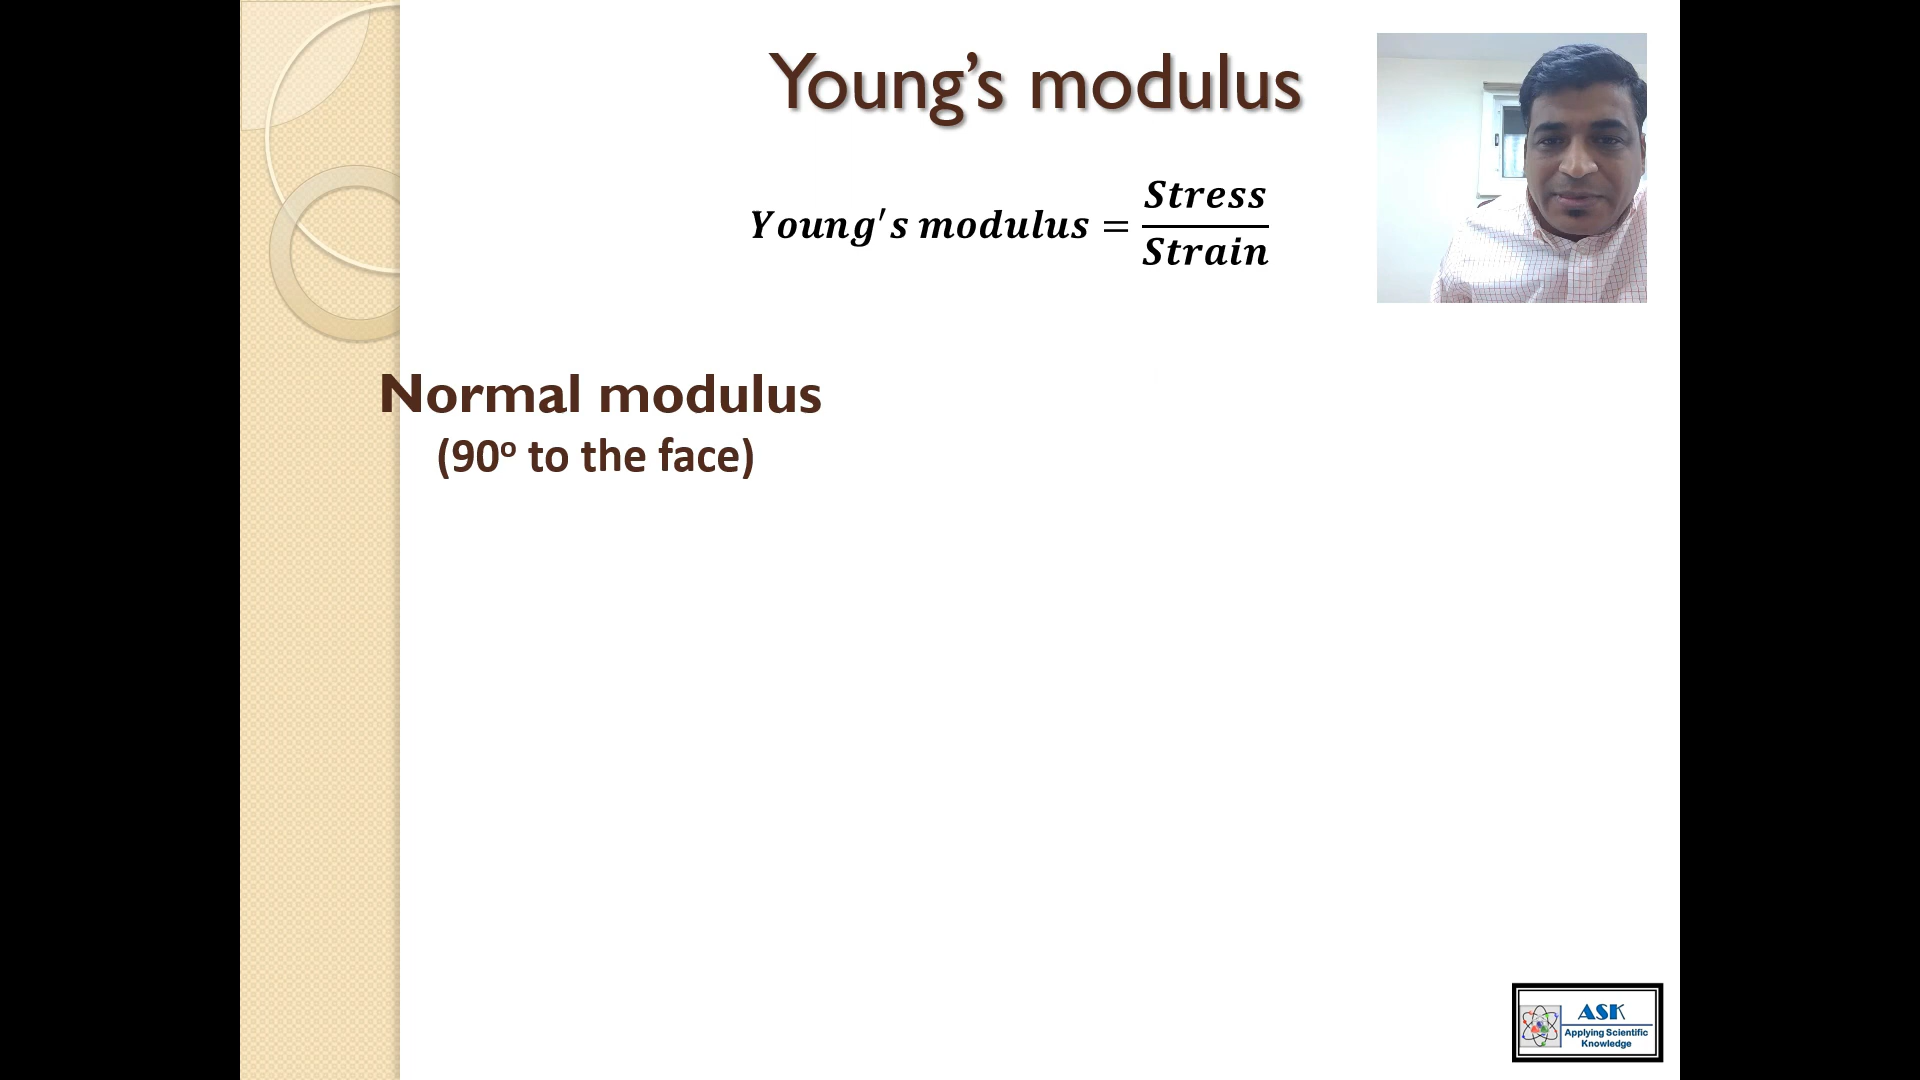 Young’s modulus
Young′s modulus = Stress / Strain
Normal modulus
(90º to the face)
ASK
Applying Scientific
Knowledge